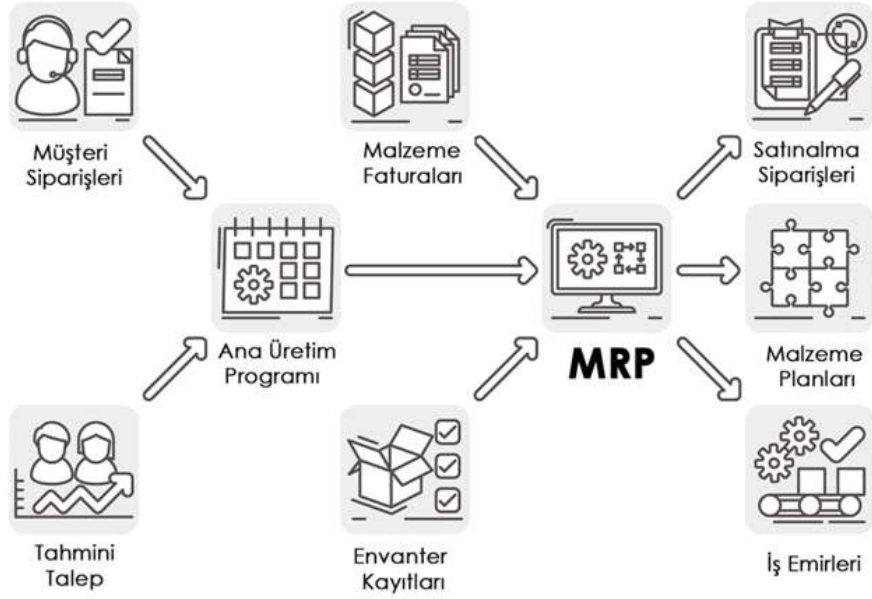 Müşteri
Siparişleri
Malzeme
Faturaları
Satınalma
Siparişleri
Ana Üretim
Programı
MRP
Malzeme
Planları
Tahmini
Talep
Envanter
Kayıtları
İş Emirleri